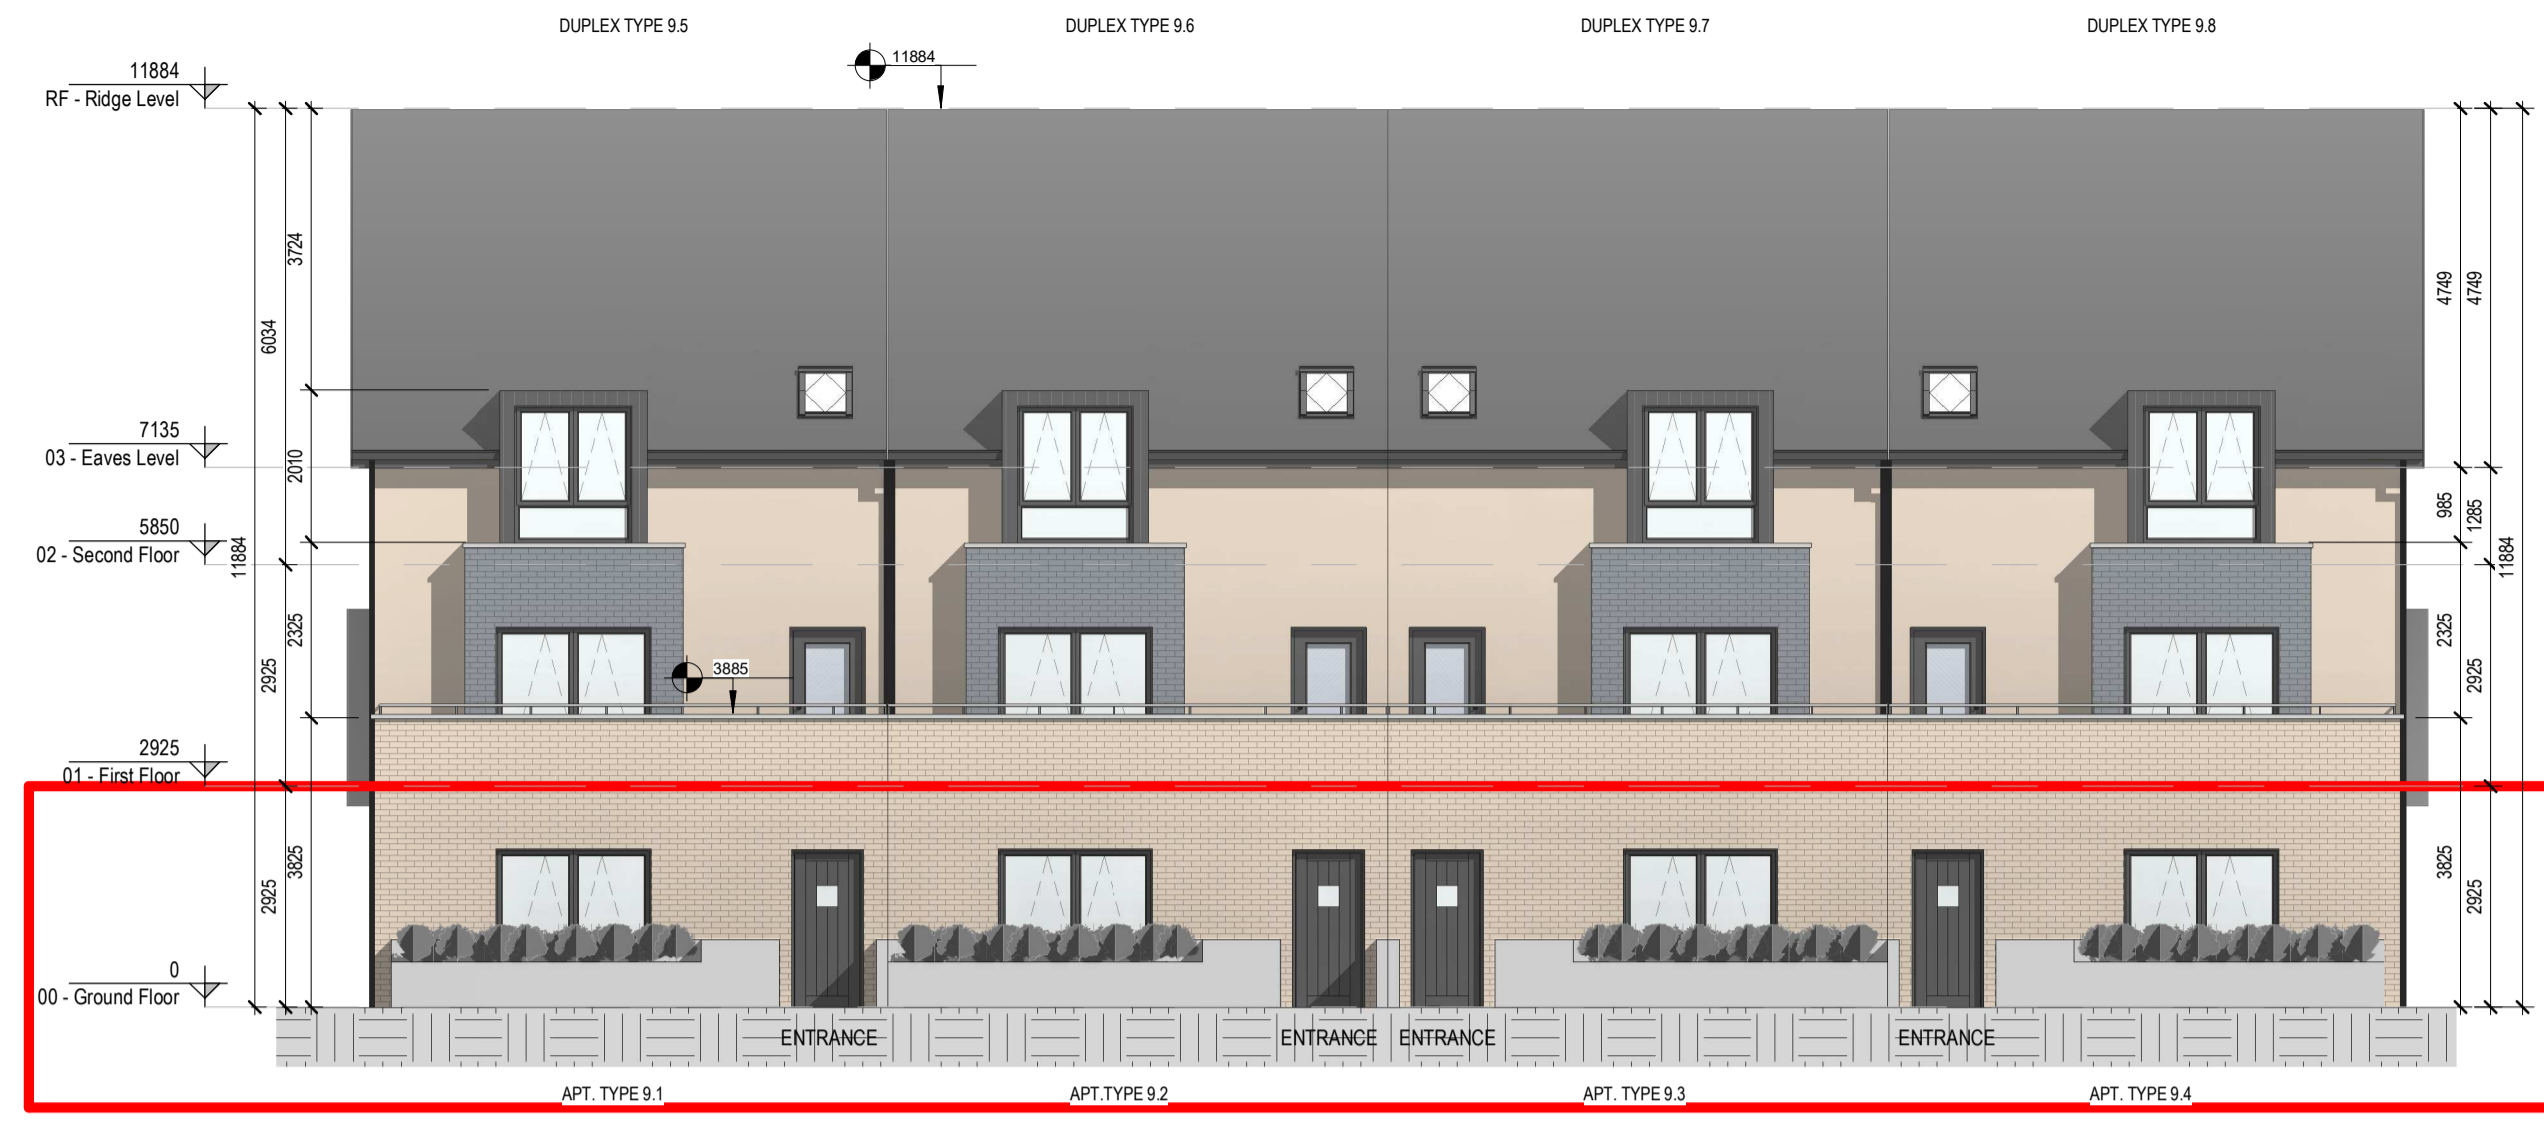 DUPLEX TYPE 9.5
DUPLEX TYPE 9.6
DUPLEX TYPE 9.7
DUPLEX TYPE 9.8
11884
11884
RF - Ridge Level
3724
4749
4749
6034
7135
03 - Eaves Level
2010
985
1285
5850
02 - Second Floor
11884
11884
2325
2325
2925
2925
3885
2925
01 - First Floor
3825
3825
2925
2925
0
00 - Ground Floor
ENTRANCE
ENTRANCE
ENTRANCE
ENTRANCE
APT. TYPE 9.1
APT.TYPE 9.2
APT. TYPE 9.3
APT. TYPE 9.4